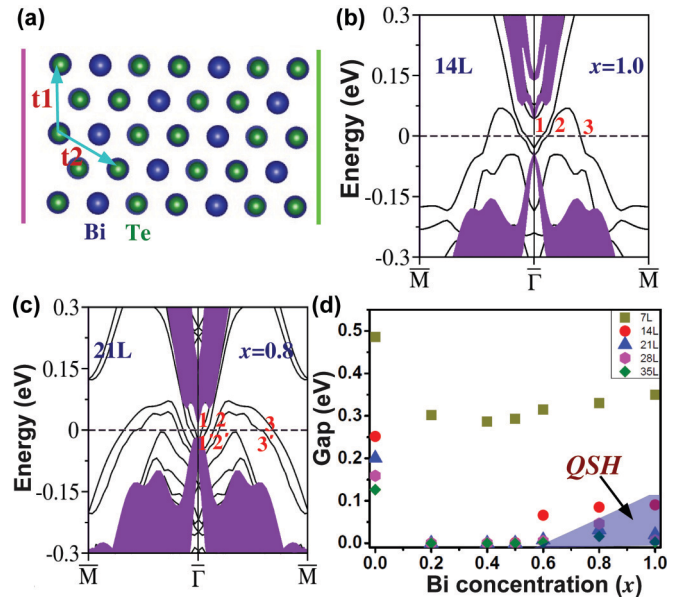 (a)
t1
t2
Bi Te
(b)
Energy (eV)
0.3
0.15
0
-0.15
-0.3
14L x=1.0
1 2 3
M̅ Γ̅ M̅
(c)
Energy (eV)
0.3
0.15
0
-0.15
-0.3
21L x=0.8
1 2 3
1' 2' 3'
M̅ Γ̅ M̅
(d)
Gap (eV)
0.5
0.4
0.3
0.2
0.1
0.0
7L
14L
21L
28L
35L
QSH
0.0 0.2 0.4 0.6 0.8 1.0
Bi concentration (x)